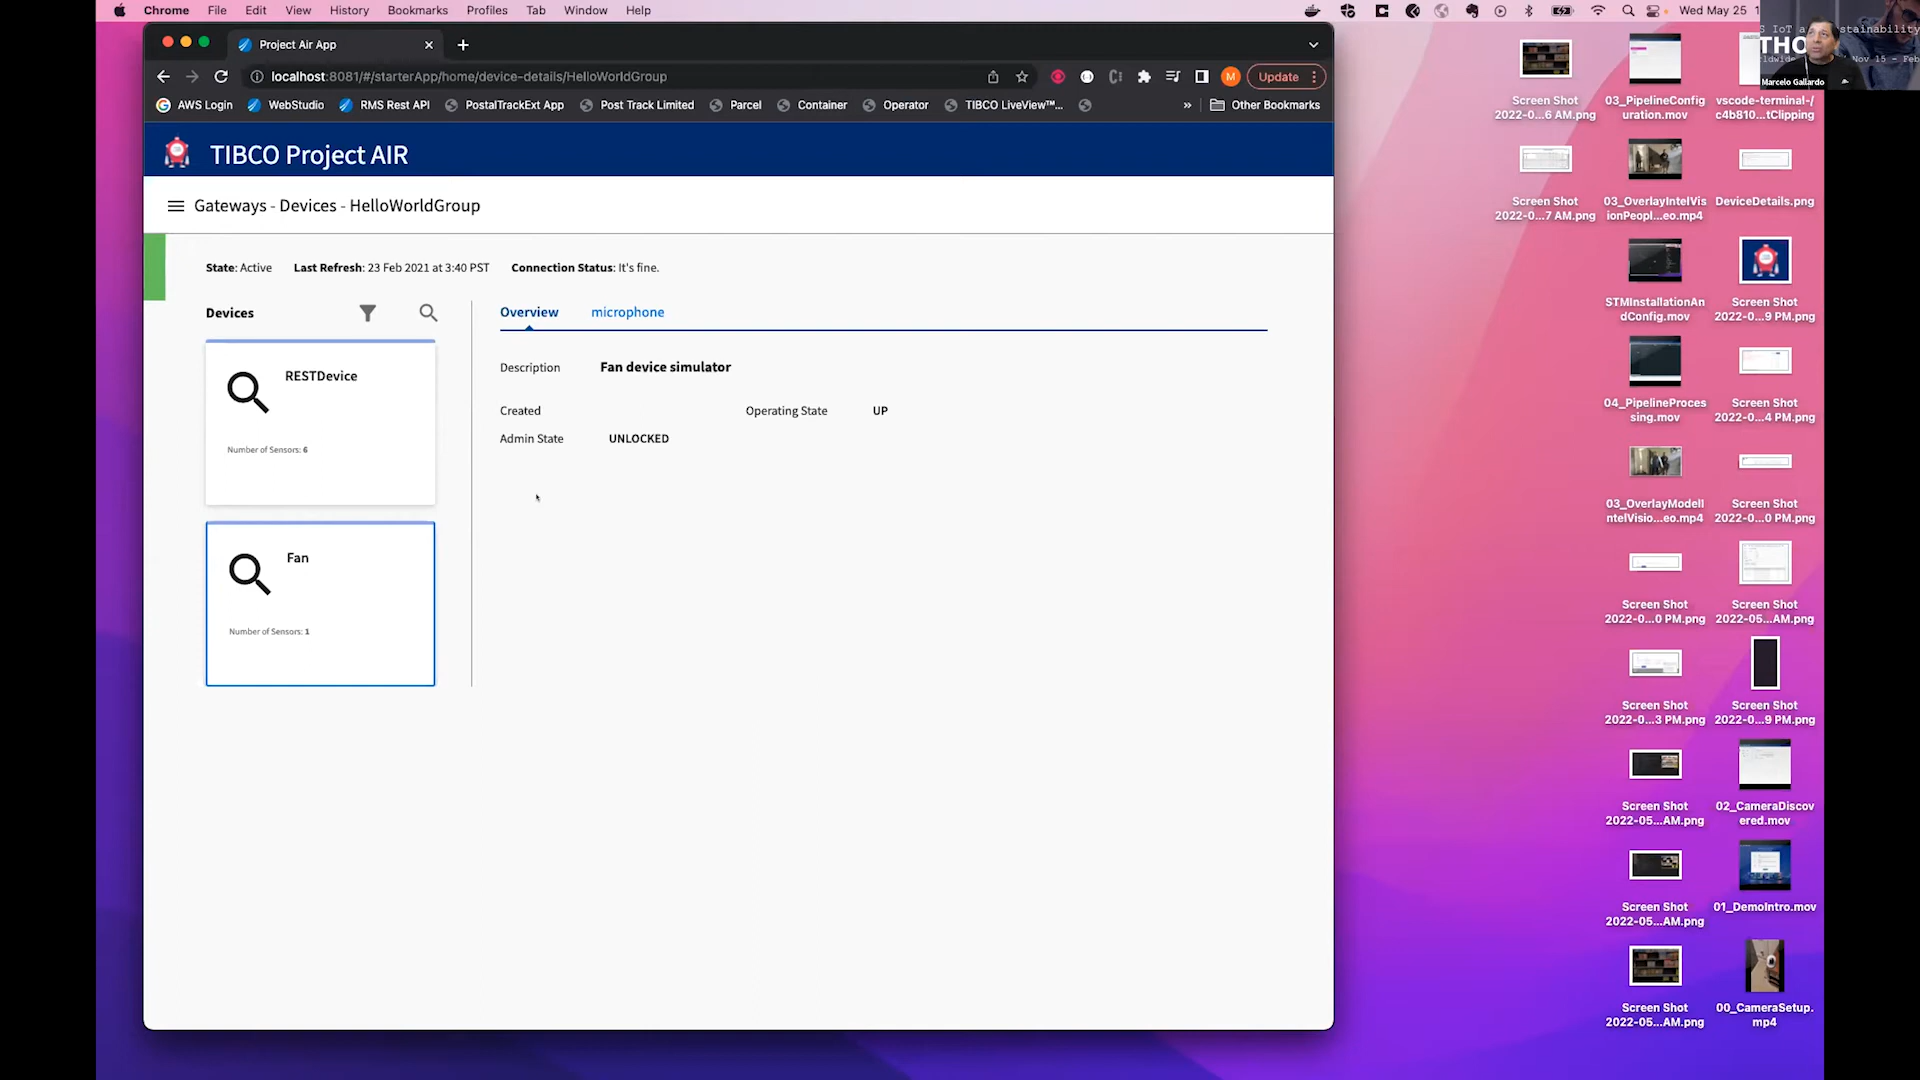 Chrome File Edit View History Bookmarks Profiles Tab Window Help
Wed May 25 1
Project Air App
localhost:8081/#/starterApp/home/device-details/HelloWorldGroup
M
Update
AWS Login WebStudio RMS Rest API PostalTrackExt App Post Track Limited Parcel Container Operator TIBCO LiveView™... » Other Bookmarks
TIBCO Project AIR
Gateways - Devices - HelloWorldGroup
State: Active Last Refresh: 23 Feb 2021 at 3:40 PST Connection Status: It's fine.
Devices
RESTDevice
Number of Sensors: 6
Fan
Number of Sensors: 1
Overview microphone
Description Fan device simulator
Created Operating State UP
Admin State UNLOCKED
S IoT a sustainability
THO
Nov 15 - Feb
Marcelo Gallardo
Screen Shot
2022-0...6 AM.png
03_PipelineConfig
uration.mov
vscode-terminal-/
c4b810...tClipping
Screen Shot
2022-0...7 AM.png
03_OverlayIntelVis
ionPeopl...eo.mp4
DeviceDetails.png
STMInstallationAn
dConfig.mov
Screen Shot
2022-0...9 PM.png
04_PipelineProces
sing.mov
Screen Shot
2022-0...4 PM.png
03_OverlayModelI
ntelVisio...eo.mp4
Screen Shot
2022-0...0 PM.png
Screen Shot
2022-0...0 PM.png
Screen Shot
2022-05...AM.png
Screen Shot
2022-0...3 PM.png
Screen Shot
2022-0...9 PM.png
Screen Shot
2022-05...AM.png
02_CameraDiscov
ered.mov
Screen Shot
2022-05...AM.png
01_DemoIntro.mov
Screen Shot
2022-05...AM.png
00_CameraSetup.
mp4